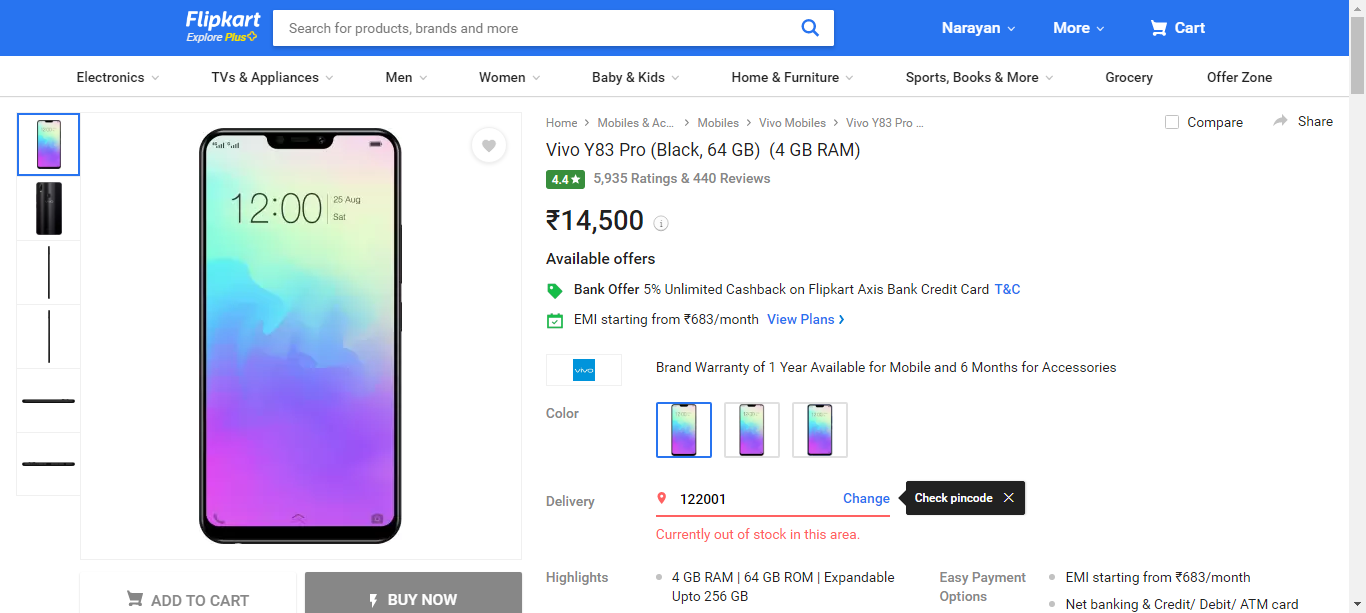 Flipkart
Explore Plus
Search for products, brands and more
Narayan
More
Cart
Electronics
TVs & Appliances
Men
Women
Baby & Kids
Home & Furniture
Sports, Books & More
Grocery
Offer Zone
Home > Mobiles & Ac... > Mobiles > Vivo Mobiles > Vivo Y83 Pro ...
Compare
Share
Vivo Y83 Pro (Black, 64 GB) (4 GB RAM)
4.4★ 5,935 Ratings & 440 Reviews
₹14,500
Available offers
Bank Offer 5% Unlimited Cashback on Flipkart Axis Bank Credit Card T&C
EMI starting from ₹683/month View Plans >
12:00
25 Aug
Sat
vivo
Brand Warranty of 1 Year Available for Mobile and 6 Months for Accessories
Color
Delivery
122001
Change
Check pincode
Currently out of stock in this area.
Highlights
4 GB RAM | 64 GB ROM | Expandable
Upto 256 GB
Easy Payment
Options
EMI starting from ₹683/month
Net banking & Credit/ Debit/ ATM card
ADD TO CART
BUY NOW